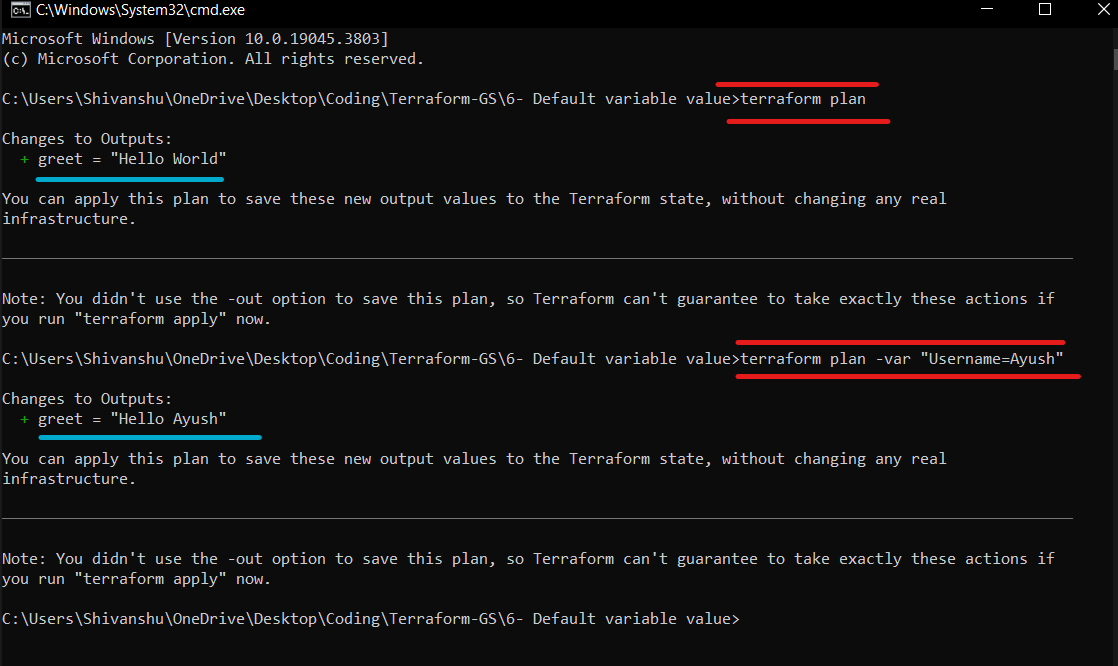 C:\Windows\System32\cmd.exe
Microsoft Windows [Version 10.0.19045.3803]
(c) Microsoft Corporation. All rights reserved.
C:\Users\Shivanshu\OneDrive\Desktop\Coding\Terraform-GS\6- Default variable value>terraform plan
Changes to Outputs:
+ greet = "Hello World"
You can apply this plan to save these new output values to the Terraform state, without changing any real
infrastructure.
Note: You didn't use the -out option to save this plan, so Terraform can't guarantee to take exactly these actions if
you run "terraform apply" now.
C:\Users\Shivanshu\OneDrive\Desktop\Coding\Terraform-GS\6- Default variable value>terraform plan -var "Username=Ayush"
Changes to Outputs:
+ greet = "Hello Ayush"
You can apply this plan to save these new output values to the Terraform state, without changing any real
infrastructure.
Note: You didn't use the -out option to save this plan, so Terraform can't guarantee to take exactly these actions if
you run "terraform apply" now.
C:\Users\Shivanshu\OneDrive\Desktop\Coding\Terraform-GS\6- Default variable value>